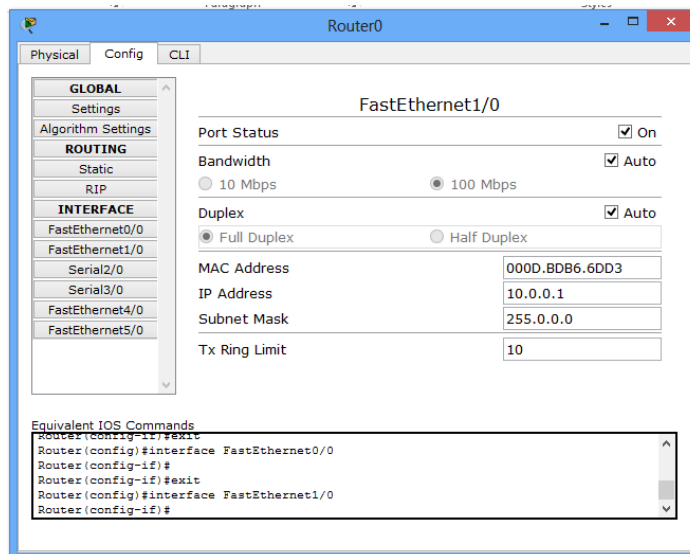 Paragraph
Styles
Router0
Physical Config CLI
GLOBAL
Settings
Algorithm Settings
ROUTING
Static
RIP
INTERFACE
FastEthernet0/0
FastEthernet1/0
Serial2/0
Serial3/0
FastEthernet4/0
FastEthernet5/0
FastEthernet1/0
Port Status On
Bandwidth Auto
10 Mbps 100 Mbps
Duplex Auto
Full Duplex Half Duplex
MAC Address 000D.BDB6.6DD3
IP Address 10.0.0.1
Subnet Mask 255.0.0.0
Tx Ring Limit 10
Equivalent IOS Commands
Router(config-if)#exit
Router(config)#interface FastEthernet0/0
Router(config-if)#
Router(config-if)#exit
Router(config)#interface FastEthernet1/0
Router(config-if)#